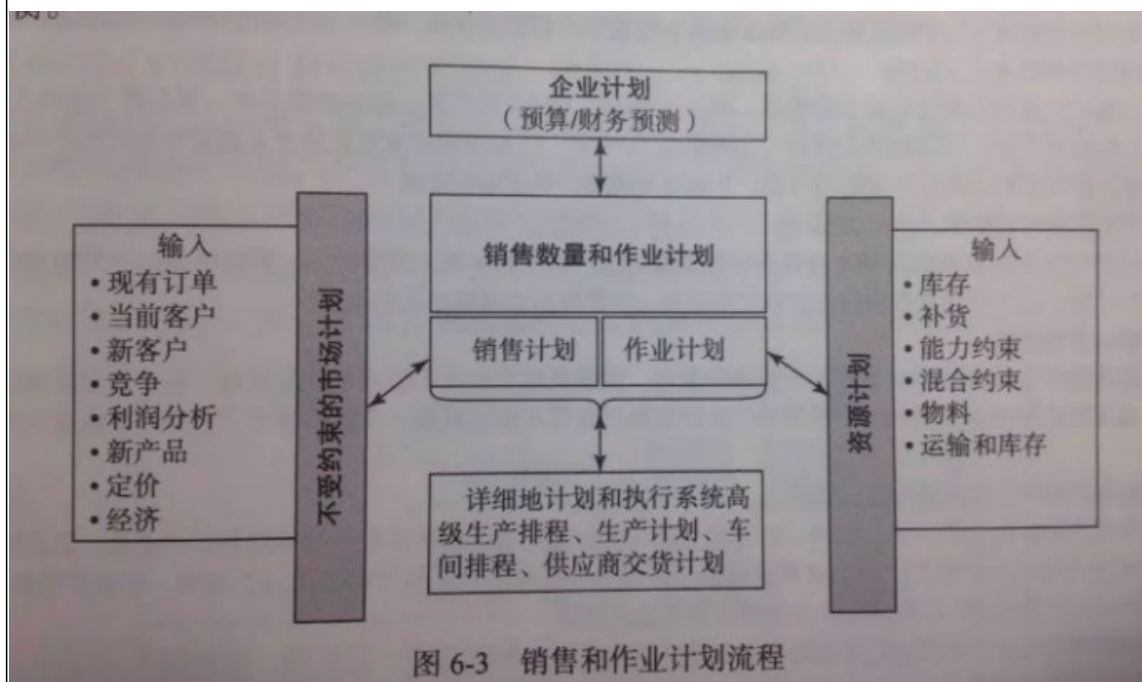 企业计划
（预算/财务预测）
销售数量和作业计划
销售计划
作业计划
输入
•现有订单
•当前客户
•新客户
•竞争
•利润分析
•新产品
•定价
•经济
不受约束的市场计划
资源计划
输入
•库存
•补货
•能力约束
•混合约束
•物料
•运输和库存
详细地计划和执行系统高
级生产排程、生产计划、车
间排程、供应商交货计划
图 6-3 销售和作业计划流程